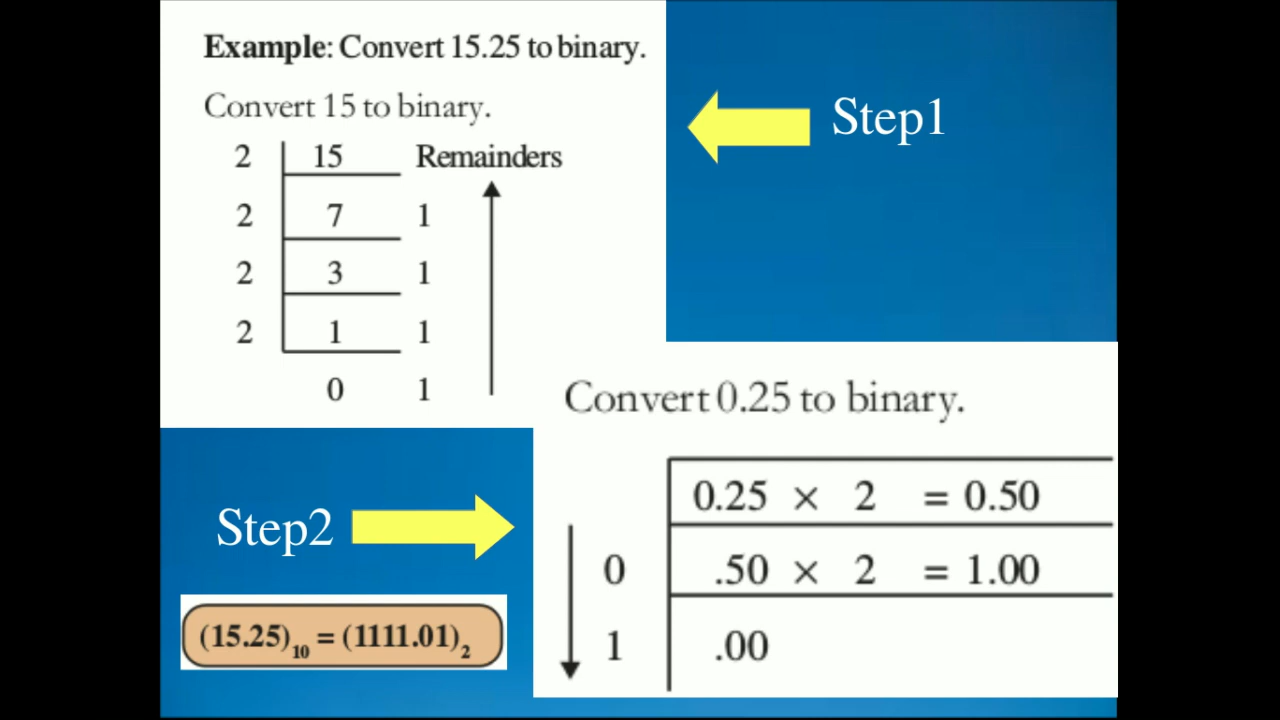 Example: Convert 15.25 to binary.
Convert 15 to binary.
2 15 Remainders
2 7 1
2 3 1
2 1 1
0 1
Step1
Convert 0.25 to binary.
0.25 × 2 = 0.50
0 .50 × 2 = 1.00
1 .00
Step2
(15.25)10 = (1111.01)2